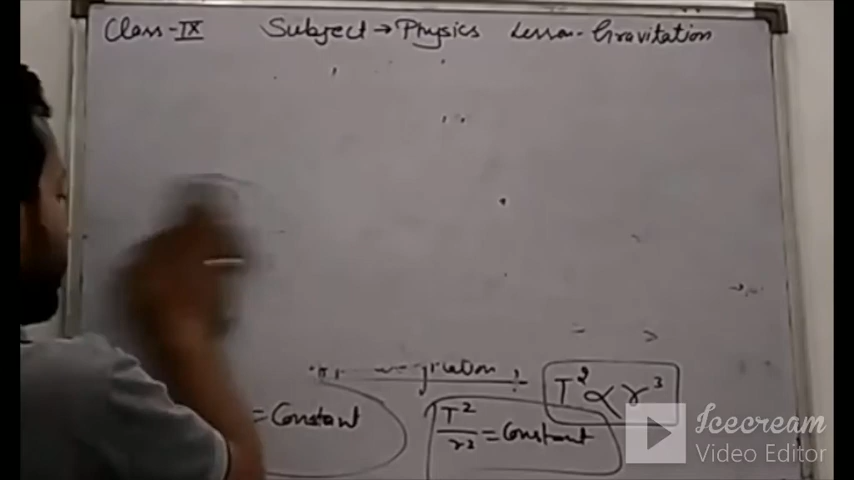 Class-IX Subject → Physics Lesson - Gravitation
T² ∝ r³
= Constant
T²/r³ = Constant
Icecream
Video Editor